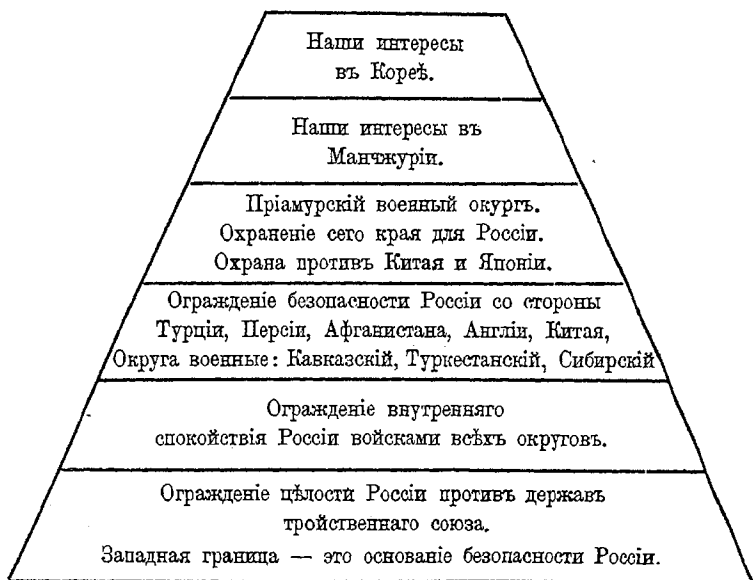 Наши интересы
въ Кореѣ.
Наши интересы въ
Манчжуріи.
Пріамурскій военный окургъ.
Охраненіе сего края для Россіи.
Охрана противъ Китая и Японіи.
Огражденіе безопасности Россіи со стороны
Турціи, Персіи, Афганистана, Англіи, Китая,
Округа военные: Кавказскій, Туркестанскій, Сибирскій
Огражденіе внутренняго
спокойствія Россіи войсками всѣхъ округовъ.
Огражденіе цѣлости Россіи противъ державъ
тройственнаго союза.
Западная граница — это основаніе безопасности Россіи.